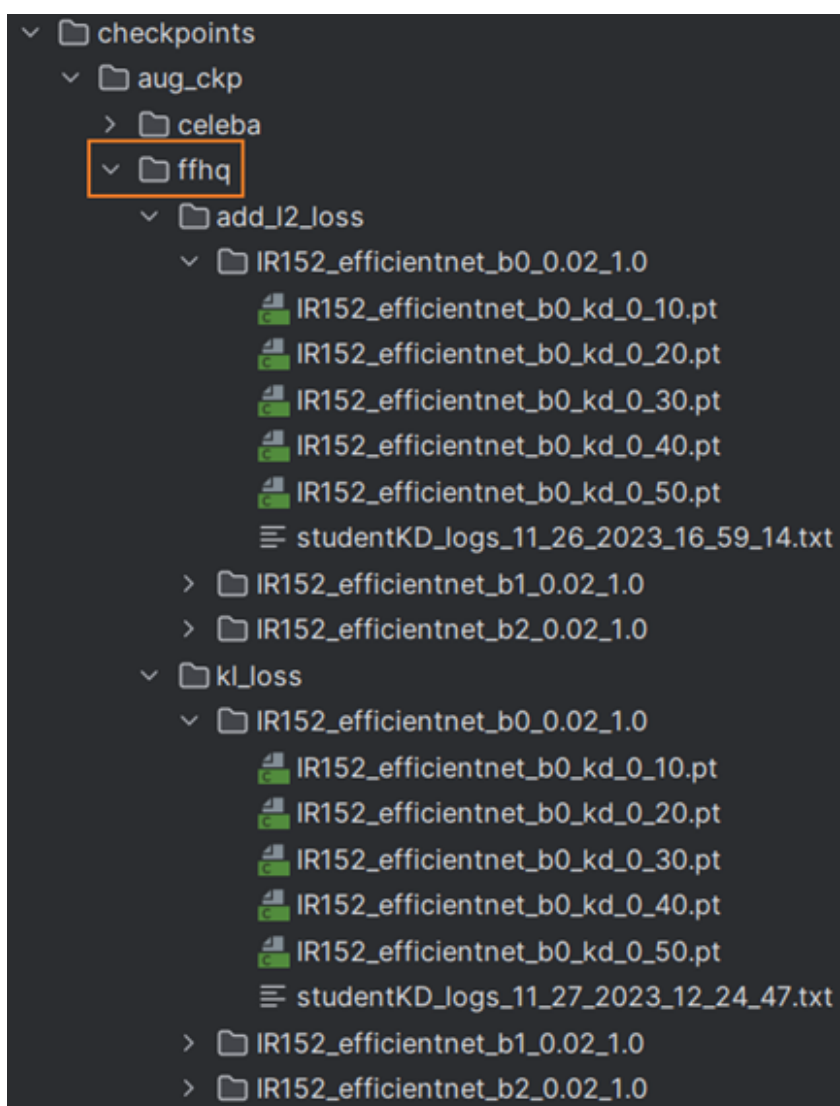 checkpoints
aug_ckp
celeba
ffhq
add_l2_loss
IR152_efficientnet_b0_0.02_1.0
IR152_efficientnet_b0_kd_0_10.pt
IR152_efficientnet_b0_kd_0_20.pt
IR152_efficientnet_b0_kd_0_30.pt
IR152_efficientnet_b0_kd_0_40.pt
IR152_efficientnet_b0_kd_0_50.pt
studentKD_logs_11_26_2023_16_59_14.txt
IR152_efficientnet_b1_0.02_1.0
IR152_efficientnet_b2_0.02_1.0
kl_loss
IR152_efficientnet_b0_0.02_1.0
IR152_efficientnet_b0_kd_0_10.pt
IR152_efficientnet_b0_kd_0_20.pt
IR152_efficientnet_b0_kd_0_30.pt
IR152_efficientnet_b0_kd_0_40.pt
IR152_efficientnet_b0_kd_0_50.pt
studentKD_logs_11_27_2023_12_24_47.txt
IR152_efficientnet_b1_0.02_1.0
IR152_efficientnet_b2_0.02_1.0